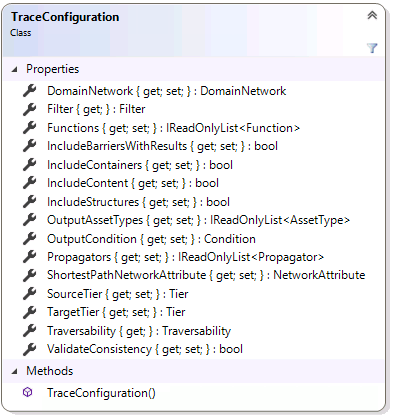 TraceConfiguration
Class
Properties
DomainNetwork { get; set; } : DomainNetwork
Filter { get; } : Filter
Functions { get; set; } : IReadOnlyList<Function>
IncludeBarriersWithResults { get; set; } : bool
IncludeContainers { get; set; } : bool
IncludeContent { get; set; } : bool
IncludeStructures { get; set; } : bool
OutputAssetTypes { get; set; } : IReadOnlyList<AssetType>
OutputCondition { get; set; } : Condition
Propagators { get; set; } : IReadOnlyList<Propagator>
ShortestPathNetworkAttribute { get; set; } : NetworkAttribute
SourceTier { get; set; } : Tier
TargetTier { get; set; } : Tier
Traversability { get; } : Traversability
ValidateConsistency { get; set; } : bool
Methods
TraceConfiguration()